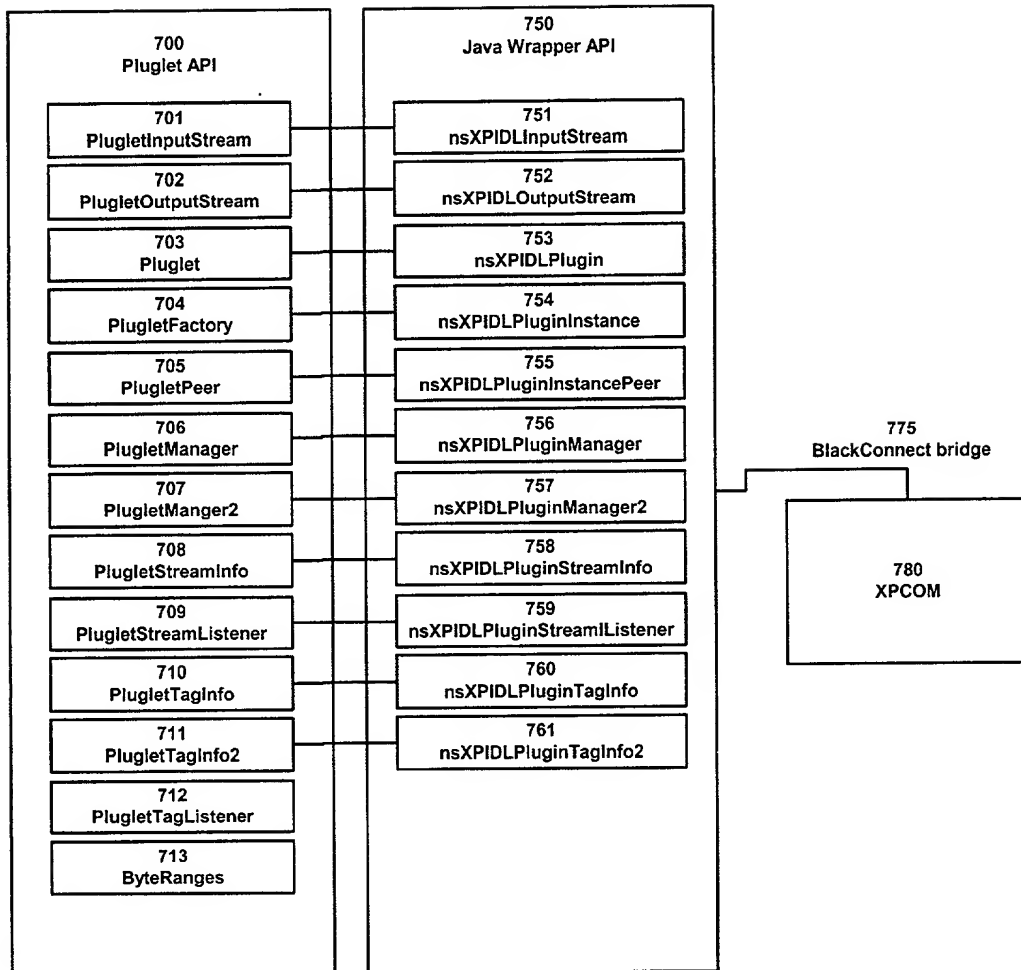 700
Pluglet API
701
PlugletInputStream
702
PlugletOutputStream
703
Pluglet
704
PlugletFactory
705
PlugletPeer
706
PlugletManager
707
PlugletManger2
708
PlugletStreamInfo
709
PlugletStreamListener
710
PlugletTagInfo
711
PlugletTagInfo2
712
PlugletTagListener
713
ByteRanges
750
Java Wrapper API
751
nsXPIDLInputStream
752
nsXPIDLOutputStream
753
nsXPIDLPlugin
754
nsXPIDLPluginInstance
755
nsXPIDLPluginInstancePeer
756
nsXPIDLPluginManager
757
nsXPIDLPluginManager2
758
nsXPIDLPluginStreamInfo
759
nsXPIDLPluginStreamIListener
760
nsXPIDLPluginTagInfo
761
nsXPIDLPluginTagInfo2
775
BlackConnect bridge
780
XPCOM